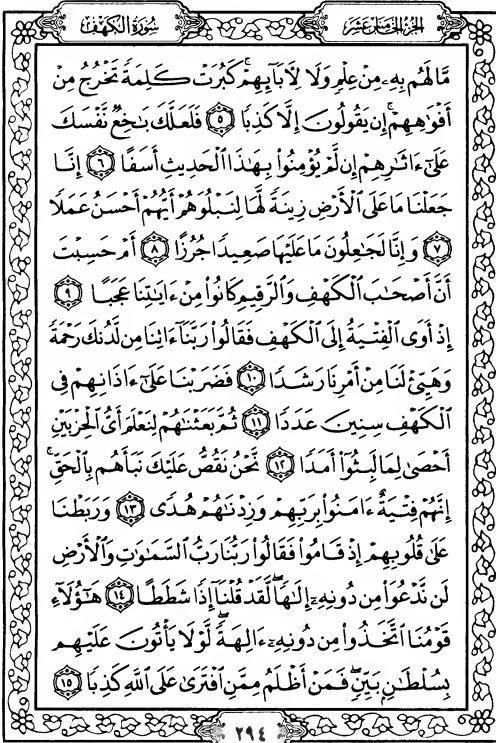 الجزء الخامس عشر
سورة الكهف
مَّا لَهُم بِهِۦ مِنْ عِلْمٍ وَلَا لِأَبَآئِهِمْ ۚ كَبُرَتْ كَلِمَةً تَخْرُجُ مِنْ
أَفْوَٰهِهِمْ ۚ إِن يَقُولُونَ إِلَّا كَذِبًا ۝٥ فَلَعَلَّكَ بَٰخِعٌ نَّفْسَكَ
عَلَىٰٓ ءَاثَٰرِهِمْ إِن لَّمْ يُؤْمِنُوا۟ بِهَٰذَا ٱلْحَدِيثِ أَسَفًا ۝٦ إِنَّا
جَعَلْنَا مَا عَلَى ٱلْأَرْضِ زِينَةً لَّهَا لِنَبْلُوَهُمْ أَيُّهُمْ أَحْسَنُ عَمَلًا
۝٧ وَإِنَّا لَجَٰعِلُونَ مَا عَلَيْهَا صَعِيدًا جُرُزًا ۝٨ أَمْ حَسِبْتَ
أَنَّ أَصْحَٰبَ ٱلْكَهْفِ وَٱلرَّقِيمِ كَانُوا۟ مِنْ ءَايَٰتِنَا عَجَبًا ۝٩
إِذْ أَوَى ٱلْفِتْيَةُ إِلَى ٱلْكَهْفِ فَقَالُوا۟ رَبَّنَآ ءَاتِنَا مِن لَّدُنكَ رَحْمَةً
وَهَيِّئْ لَنَا مِنْ أَمْرِنَا رَشَدًا ۝١٠ فَضَرَبْنَا عَلَىٰٓ ءَاذَانِهِمْ فِى
ٱلْكَهْفِ سِنِينَ عَدَدًا ۝١١ ثُمَّ بَعَثْنَٰهُمْ لِنَعْلَمَ أَىُّ ٱلْحِزْبَيْنِ
أَحْصَىٰ لِمَا لَبِثُوٓا۟ أَمَدًا ۝١٢ نَّحْنُ نَقُصُّ عَلَيْكَ نَبَأَهُم بِٱلْحَقِّ ۚ
إِنَّهُمْ فِتْيَةٌ ءَامَنُوا۟ بِرَبِّهِمْ وَزِدْنَٰهُمْ هُدًى ۝١٣ وَرَبَطْنَا
عَلَىٰ قُلُوبِهِمْ إِذْ قَامُوا۟ فَقَالُوا۟ رَبُّنَا رَبُّ ٱلسَّمَٰوَٰتِ وَٱلْأَرْضِ
لَن نَّدْعُوَا۟ مِن دُونِهِۦٓ إِلَٰهًا ۖ لَّقَدْ قُلْنَآ إِذًا شَطَطًا ۝١٤ هَٰٓؤُلَآءِ
قَوْمُنَا ٱتَّخَذُوا۟ مِن دُونِهِۦٓ ءَالِهَةً ۖ لَّوْلَا يَأْتُونَ عَلَيْهِم
بِسُلْطَٰنٍۭ بَيِّنٍ ۖ فَمَنْ أَظْلَمُ مِمَّنِ ٱفْتَرَىٰ عَلَى ٱللَّهِ كَذِبًا ۝١٥
٢٩٤